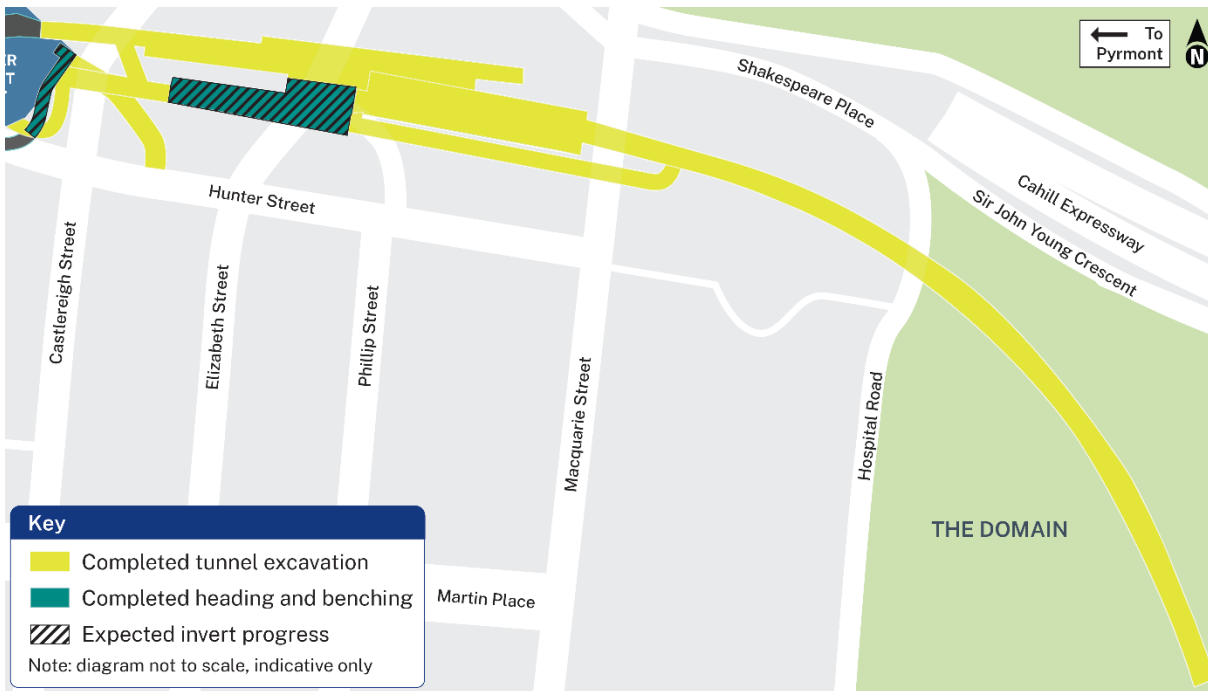 To
Pyrmont
N
Shakespeare Place
Cahill Expressway
Sir John Young Crescent
Hunter Street
Castlereigh Street
Elizabeth Street
Phillip Street
Macquarie Street
Hospital Road
THE DOMAIN
Martin Place
Key
Completed tunnel excavation
Completed heading and benching
Expected invert progress
Note: diagram not to scale, indicative only